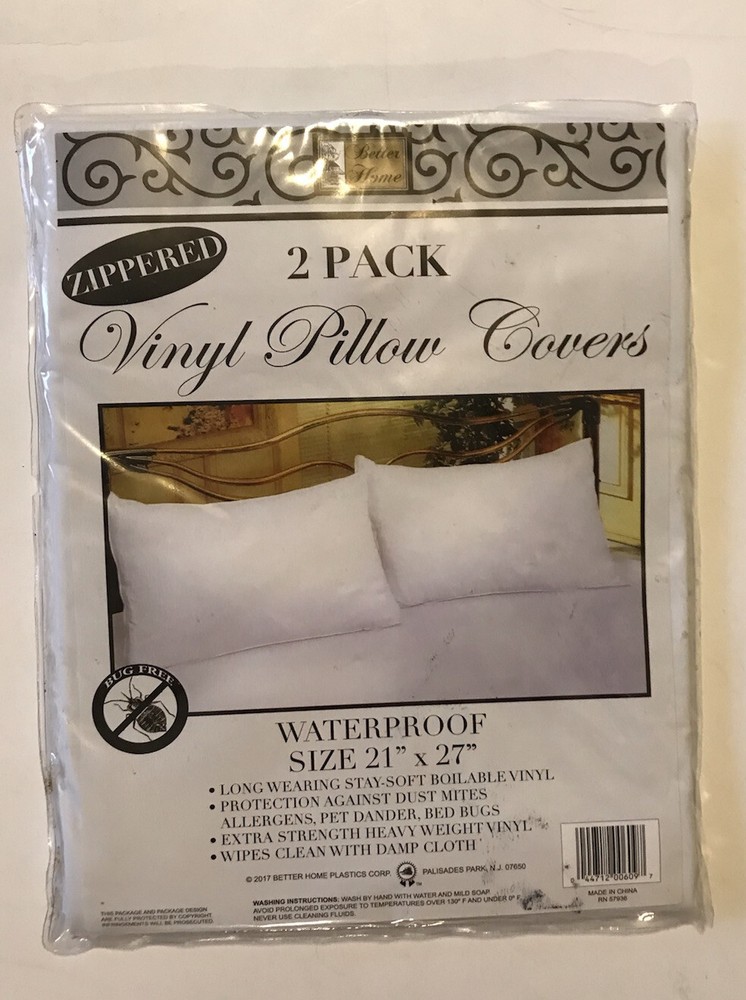 Better
Home
ZIPPERED
2 PACK
Vinyl Pillow Covers
BUG FREE
WATERPROOF
SIZE 21” x 27”
• LONG WEARING STAY-SOFT BOILABLE VINYL
• PROTECTION AGAINST DUST MITES
ALLERGENS, PET DANDER, BED BUGS
• EXTRA STRENGTH HEAVY WEIGHT VINYL
• WIPES CLEAN WITH DAMP CLOTH
© 2017 BETTER HOME PLASTICS CORP. PALISADES PARK, N.J. 07650
WASHING INSTRUCTIONS: WASH BY HAND WITH WATER AND MILD SOAP
AVOID PROLONGED EXPOSURE TO TEMPERATURES OVER 130° F AND UNDER 0° F
NEVER USE CLEANING FLUIDS.
THIS PACKAGE AND PACKAGE DESIGN
ARE FULLY PROTECTED BY COPYRIGHT.
INFRINGEMENTS WILL BE PROSECUTED.
44712 00609 7
MADE IN CHINA